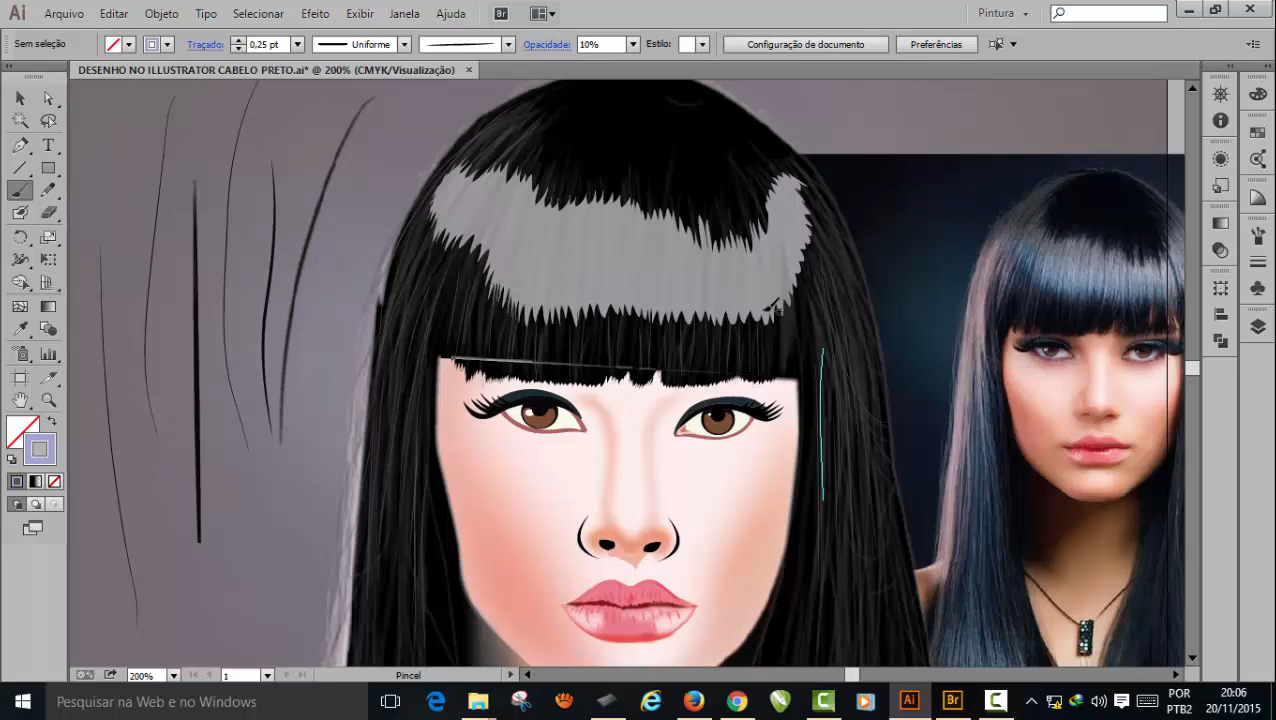 Ai Arquivo Editar Objeto Tipo Selecionar Efeito Exibir Janela Ajuda Br Pintura
Sem seleção Traçado: 0,25 pt Uniforme Opacidade: 10% Estilo: Configuração de documento Preferências
DESENHO NO ILLUSTRATOR CABELO PRETO.ai* @ 200% (CMYK/Visualização) ×
T
200% 1 Pincel
Pesquisar na Web e no Windows Ai Br POR 20:06
PTB2 20/11/2015